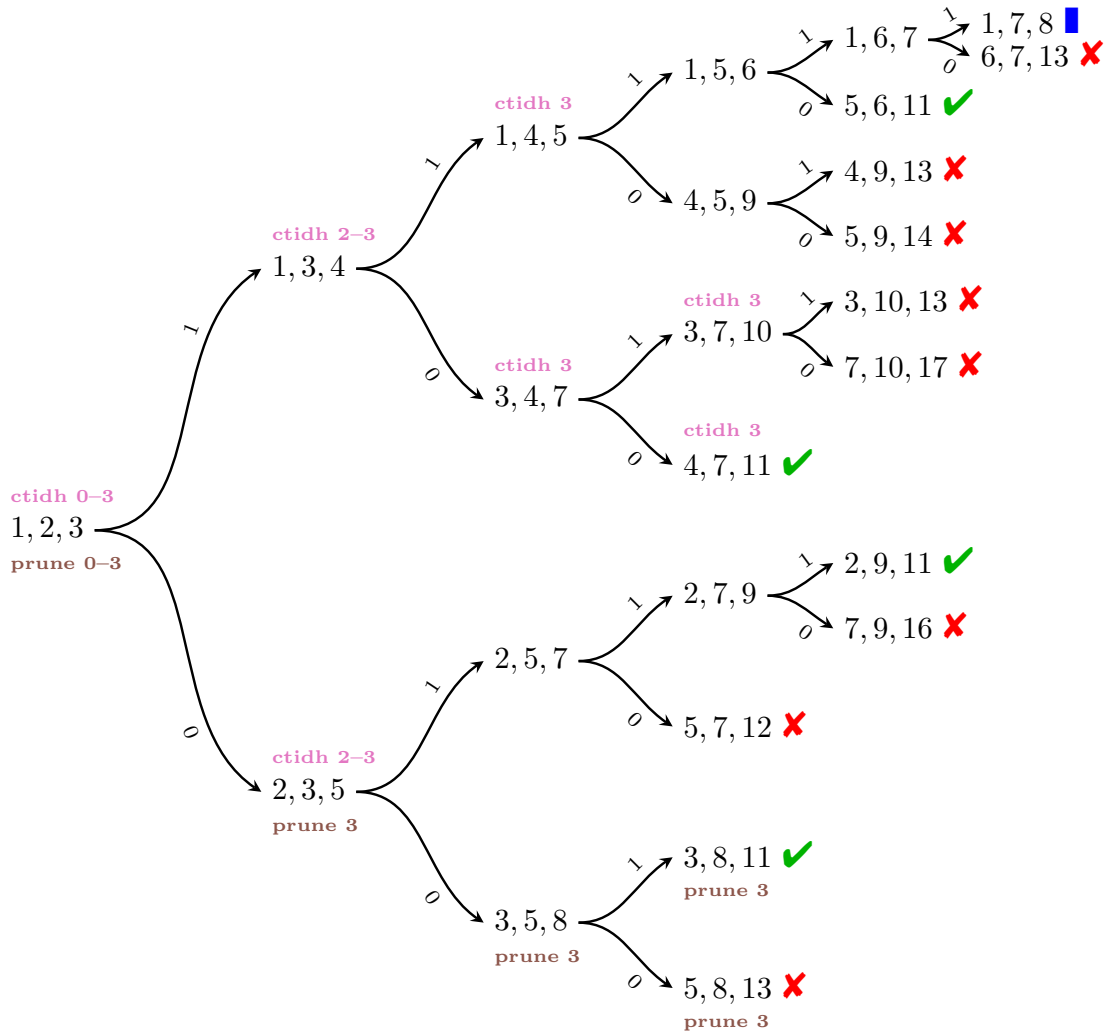 1
1, 7, 8
1
1, 6, 7
0
6, 7, 13 ✘
1
1, 5, 6
0
5, 6, 11 ✔
ctidh 3
1, 4, 5
1
4, 9, 13 ✘
1
0
4, 5, 9
0
5, 9, 14 ✘
ctidh 2–3
1, 3, 4
ctidh 3
3, 7, 10
1
3, 10, 13 ✘
1
0
ctidh 3
3, 4, 7
1
0
7, 10, 17 ✘
0
ctidh 3
4, 7, 11 ✔
ctidh 0–3
1, 2, 3
prune 0–3
1
2, 9, 11 ✔
1
2, 7, 9
0
7, 9, 16 ✘
1
2, 5, 7
0
5, 7, 12 ✘
0
ctidh 2–3
2, 3, 5
prune 3
1
3, 8, 11 ✔
prune 3
0
3, 5, 8
prune 3
0
5, 8, 13 ✘
prune 3